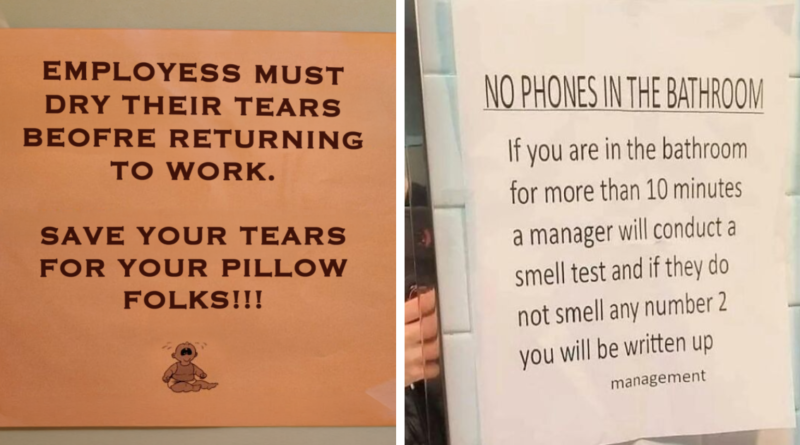 EMPLOYESS MUST
DRY THEIR TEARS
BEOFRE RETURNING
TO WORK.
SAVE YOUR TEARS
FOR YOUR PILLOW
FOLKS!!!
NO PHONES IN THE BATHROOM
If you are in the bathroom
for more than 10 minutes
a manager will conduct a
smell test and if they do
not smell any number 2
you will be written up
management